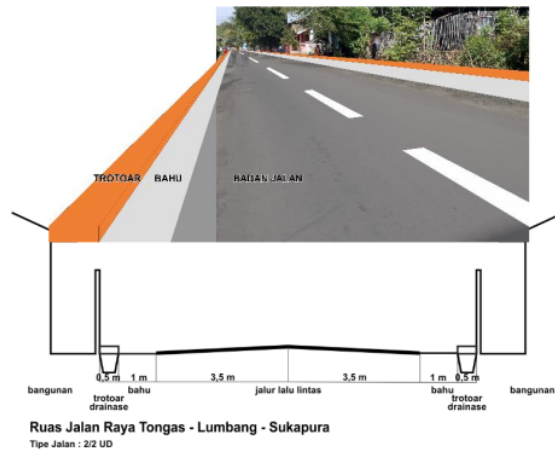 TROTOAR BAHU BADAN JALAN
0,5 m 1 m 3,5 m 3,5 m 1 m 0,5 m
bangunan bahu jalur lalu lintas bahu bangunan
trotoar trotoar
drainase drainase
Ruas Jalan Raya Tongas - Lumbang - Sukapura
Tipe Jalan : 2/2 UD